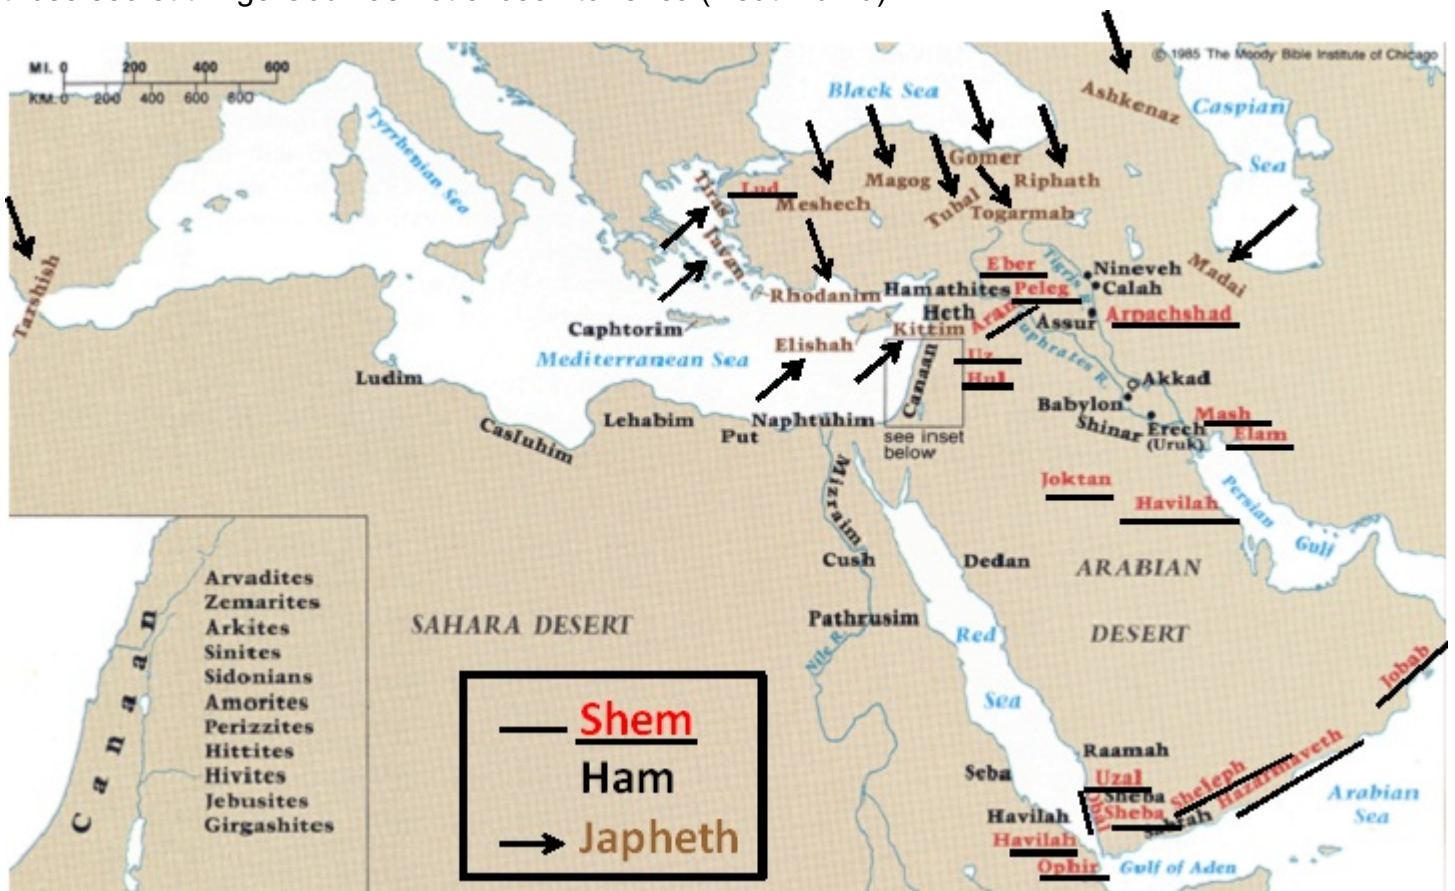 © 1985 The Moody Bible Institute of Chicago
MI. 0 200 400 600
KM. 0 200 400 600 800
Black Sea
Ashkenaz
Caspian
Sea
Tyrrhenian Sea
Gomer
Magog
Riphath
Tiras
Lud
Meshech
Tubal
Togarmah
Javan
Tarshish
Madai
Tigris R.
Eber
Nineveh
Hamathites
Peleg
Calah
Rhodanim
Heth
Aram
Assur
Arpachshad
Caphtorim
Kittim
Elishah
Euphrates R.
Mediterranean Sea
Uz
Hul
Canaan
Ludim
Akkad
Babylon
Lehabim
Naphtuhim
Put
Casluhim
Shinar
Erech
(Uruk)
Mash
Elam
see inset
below
Mizraim
Joktan
Havilah
Persian
Gulf
Cush
Dedan
ARABIAN
DESERT
Pathrusim
Nile R.
SAHARA DESERT
Red
Sea
Canaan
Arvadites
Zemarites
Arkites
Sinites
Sidonians
Amorites
Perizzites
Hittites
Hivites
Jebusites
Girgashites
Shem
Ham
Japheth
Jobab
Raamah
Seba
Uzal
Sheba
Obal
Sheba
Sabtah
Sheleph
Hazarmaveth
Arabian
Sea
Havilah
Havilah
Ophir
Gulf of Aden